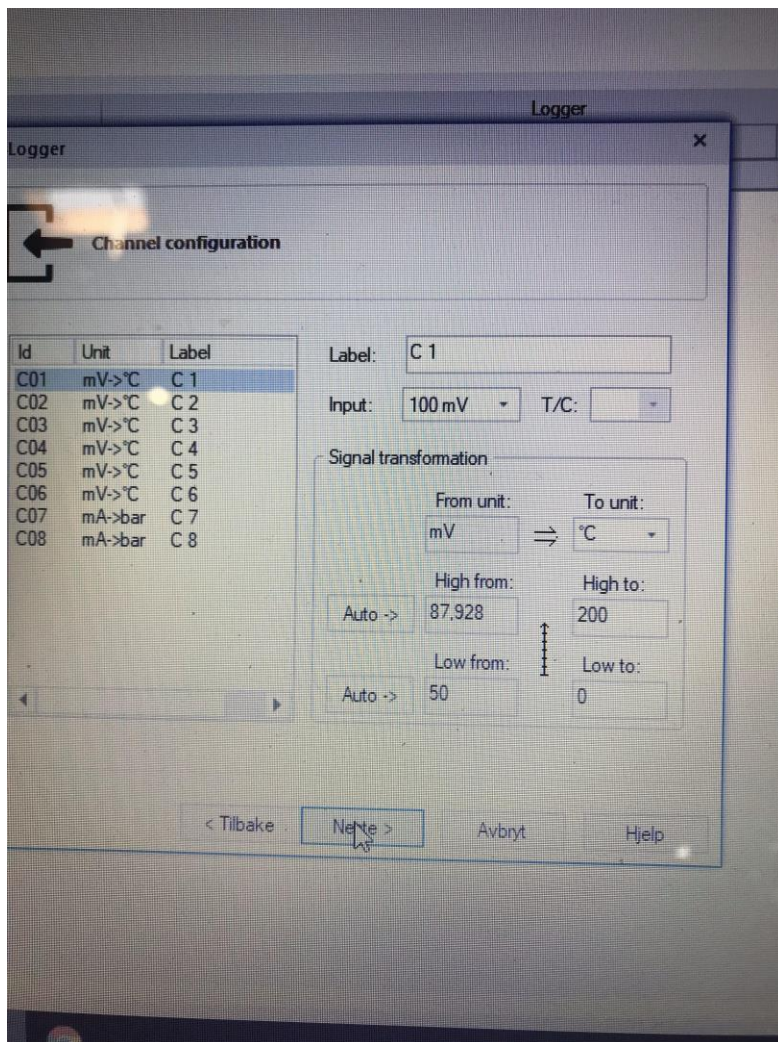 Logger
Logger
×
Channel configuration
Id Unit Label
C01 mV->°C C 1
C02 mV->°C C 2
C03 mV->°C C 3
C04 mV->°C C 4
C05 mV->°C C 5
C06 mV->°C C 6
C07 mA->bar C 7
C08 mA->bar C 8
Label: C 1
Input: 100 mV T/C:
Signal transformation
From unit: To unit:
mV °C
High from: High to:
Auto -> 87,928 200
Low from: Low to:
Auto -> 50 0
< Tilbake Neste > Avbryt Hjelp